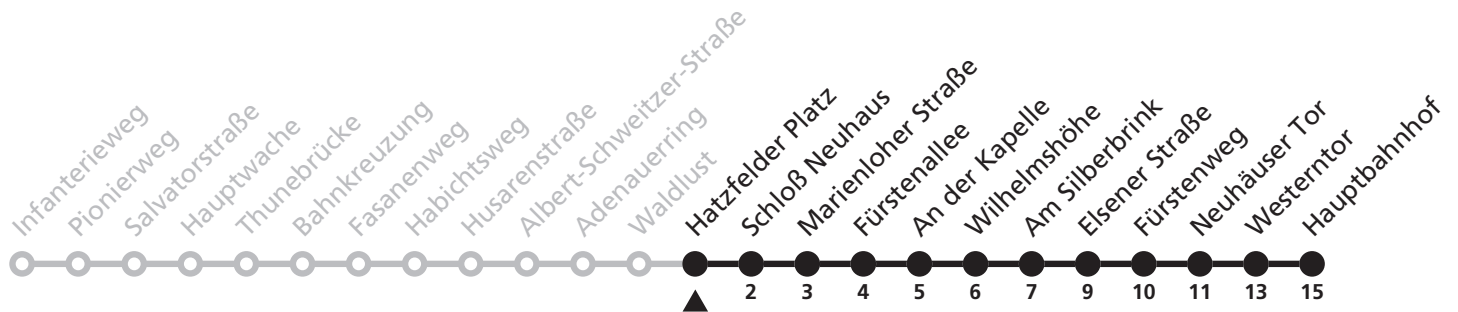 Infanterieweg
Pionierweg
Salvatorstraße
Hauptwache
Thunebrücke
Bahnkreuzung
Fasanenweg
Habichtsweg
Husarenstraße
Albert-Schweitzer-Straße
Adenauerring
Waldlust
Hatzfelder Platz
Schloß Neuhaus
Marienloher Straße
Fürstenallee
An der Kapelle
Wilhelmshöhe
Am Silberbrink
Elsener Straße
Fürstenweg
Neuhäuser Tor
Westerntor
Hauptbahnhof
2 3 4 5 6 7 9 10 11 13 15